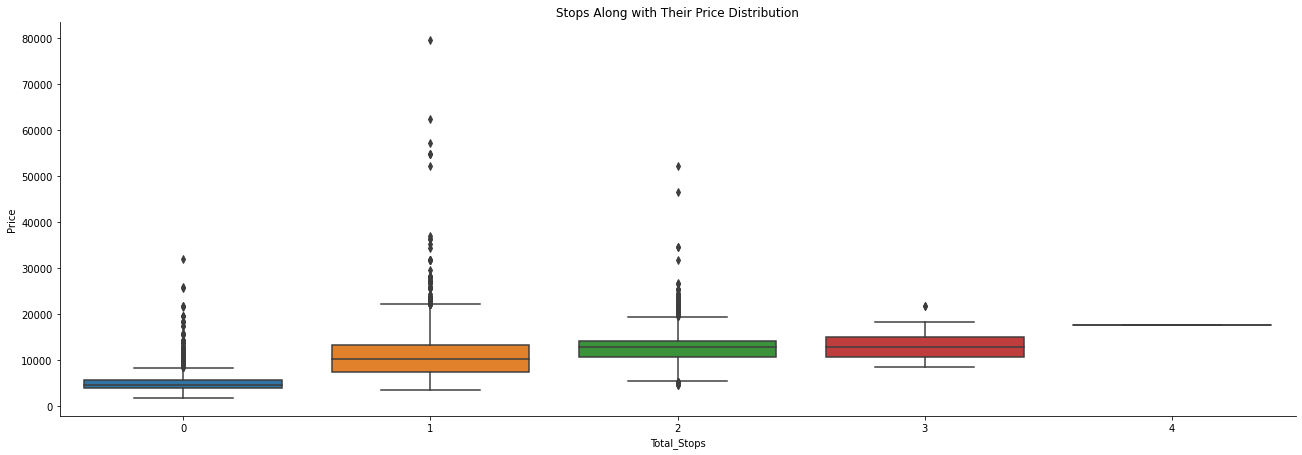 Stops Along with Their Price Distribution
80000
70000
60000
50000
40000
30000
20000
10000
0
Price
0 1 2 3 4
Total_Stops